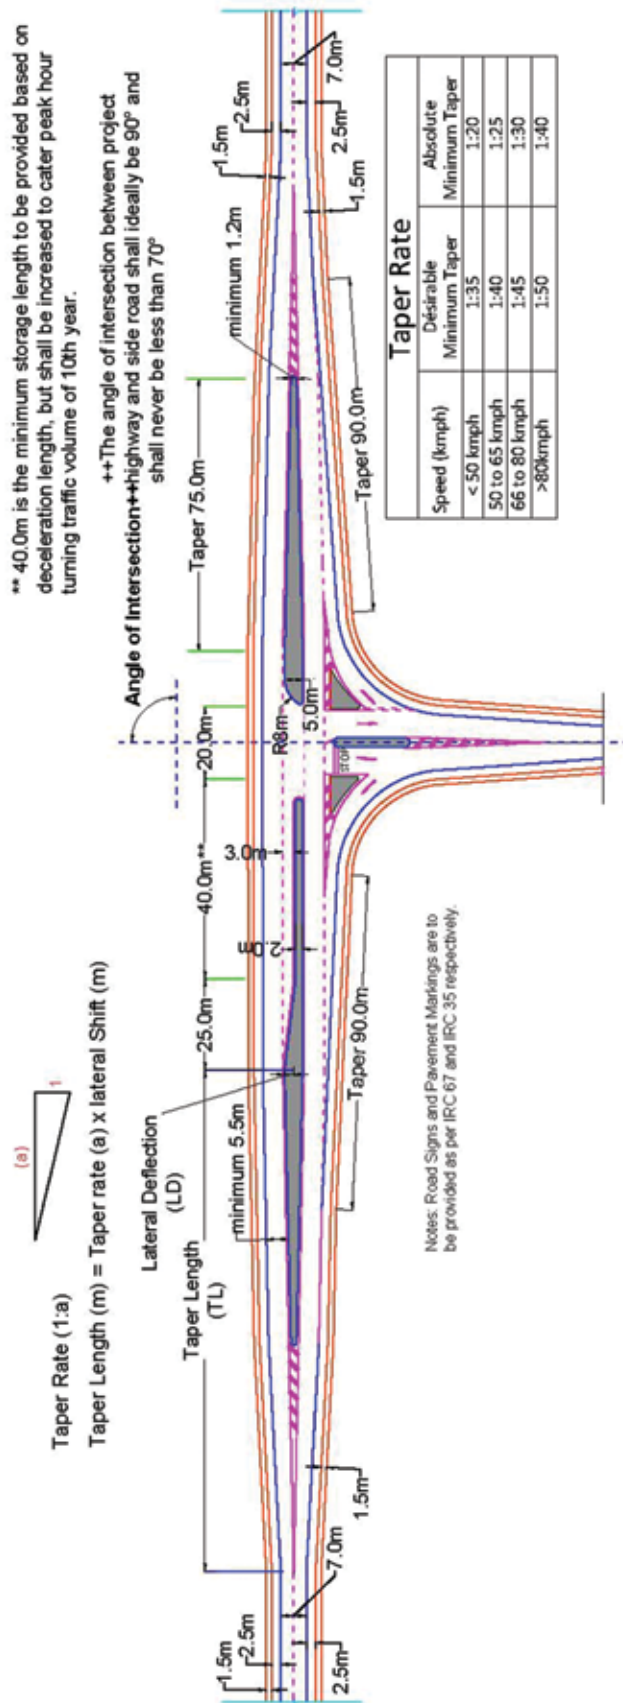 ** 40.0m is the minimum storage length to be provided based on
deceleration length, but shall be increased to cater peak hour
turning traffic volume of 10th year.
++The angle of intersection between project
Angle of Intersection++highway and side road shall ideally be 90° and
shall never be less than 70°
(a)
1
Taper Rate (1:a)
Taper Length (m) = Taper rate (a) x lateral Shift (m)
Lateral Deflection
(LD)
Taper Length
(TL)
25.0m
40.0m**
20.0m
Taper 75.0m
minimum 5.5m
minimum 1.2m
2.0m
3.0m
R8m
5.0m
1.5m
2.5m
7.0m
2.5m
1.5m
1.5m
2.5m
7.0m
2.5m
1.5m
Taper 90.0m
Taper 90.0m
STOP
Notes: Road Signs and Pavement Markings are to
be provided as per IRC 67 and IRC 35 respectively.
Taper Rate
Speed (kmph)
Désirable
Minimum Taper
Absolute
Minimum Taper
< 50 kmph 1:35 1:20
50 to 65 kmph 1:40 1:25
66 to 80 kmph 1:45 1:30
>80kmph 1:50 1:40